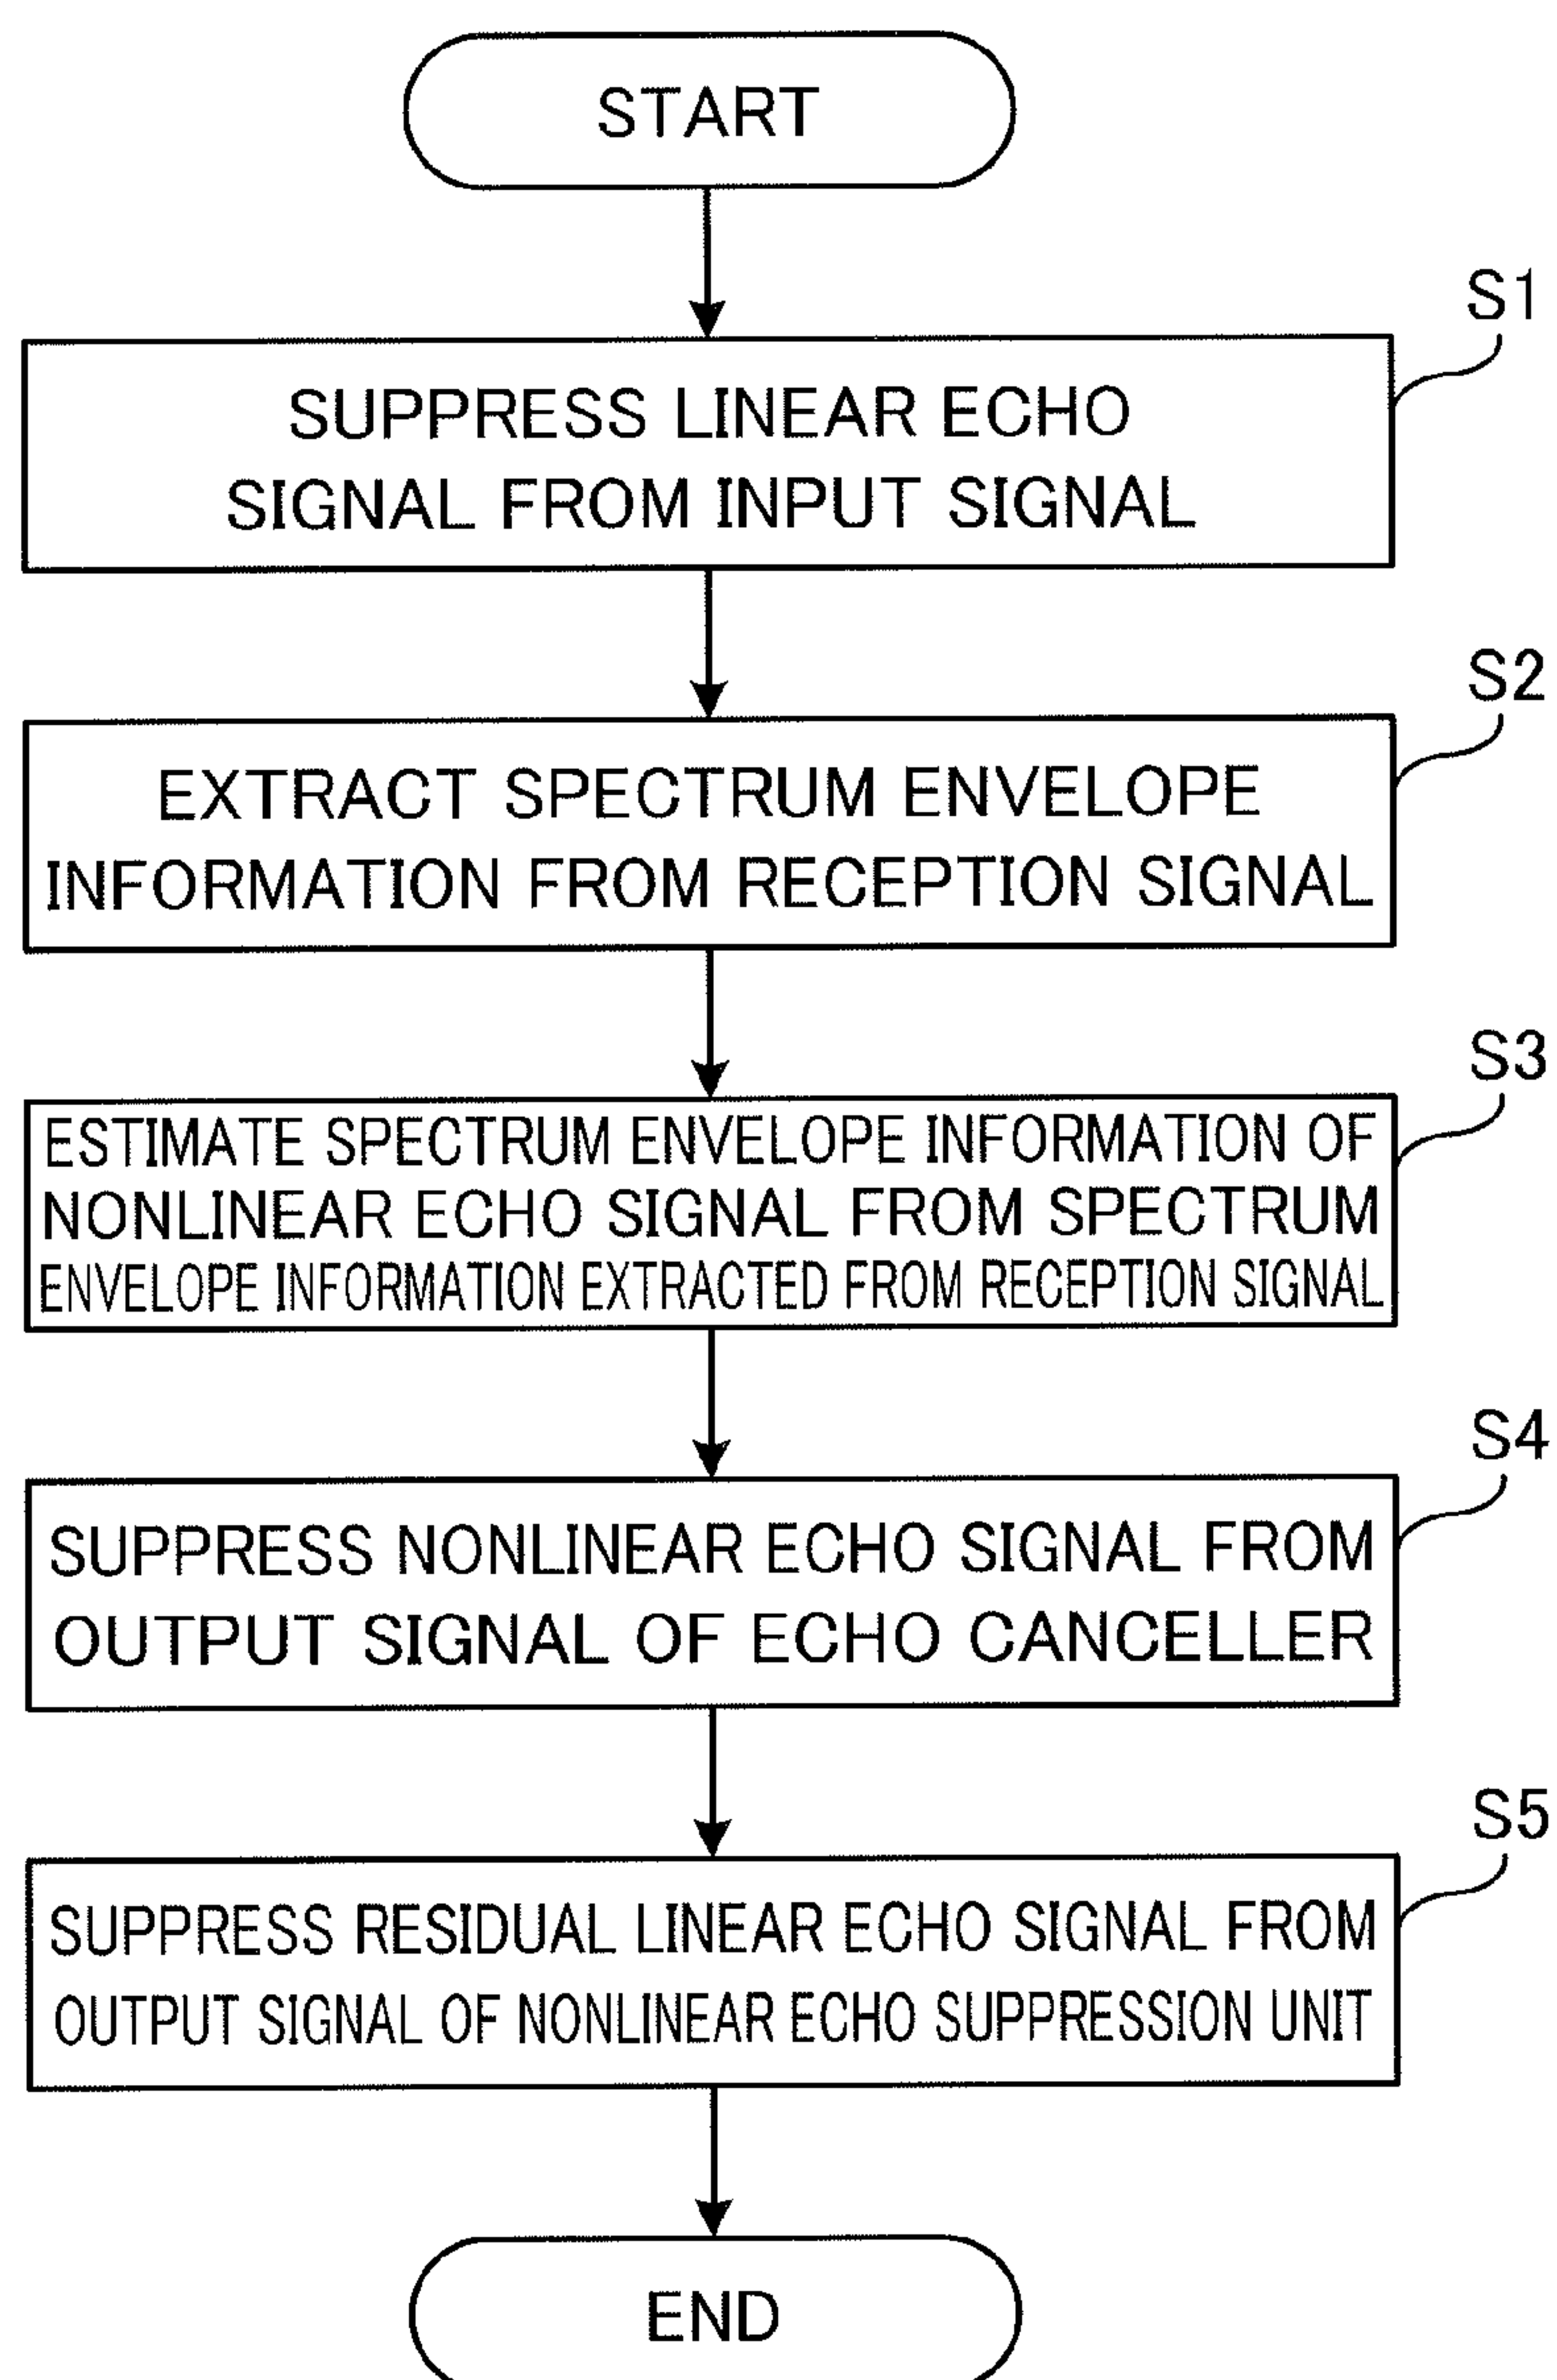 START
S1
SUPPRESS LINEAR ECHO
SIGNAL FROM INPUT SIGNAL
S2
EXTRACT SPECTRUM ENVELOPE
INFORMATION FROM RECEPTION SIGNAL
S3
ESTIMATE SPECTRUM ENVELOPE INFORMATION OF
NONLINEAR ECHO SIGNAL FROM SPECTRUM
ENVELOPE INFORMATION EXTRACTED FROM RECEPTION SIGNAL
S4
SUPPRESS NONLINEAR ECHO SIGNAL FROM
OUTPUT SIGNAL OF ECHO CANCELLER
S5
SUPPRESS RESIDUAL LINEAR ECHO SIGNAL FROM
OUTPUT SIGNAL OF NONLINEAR ECHO SUPPRESSION UNIT
END